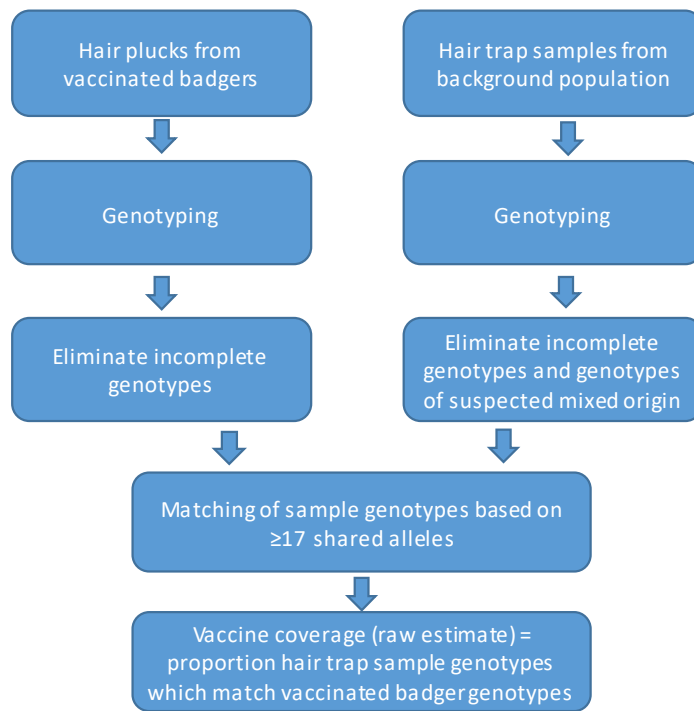 Hair plucks from
vaccinated badgers
Hair trap samples from
background population
Genotyping
Genotyping
Eliminate incomplete
genotypes
Eliminate incomplete
genotypes and genotypes
of suspected mixed origin
Matching of sample genotypes based on
≥17 shared alleles
Vaccine coverage (raw estimate) =
proportion hair trap sample genotypes
which match vaccinated badger genotypes